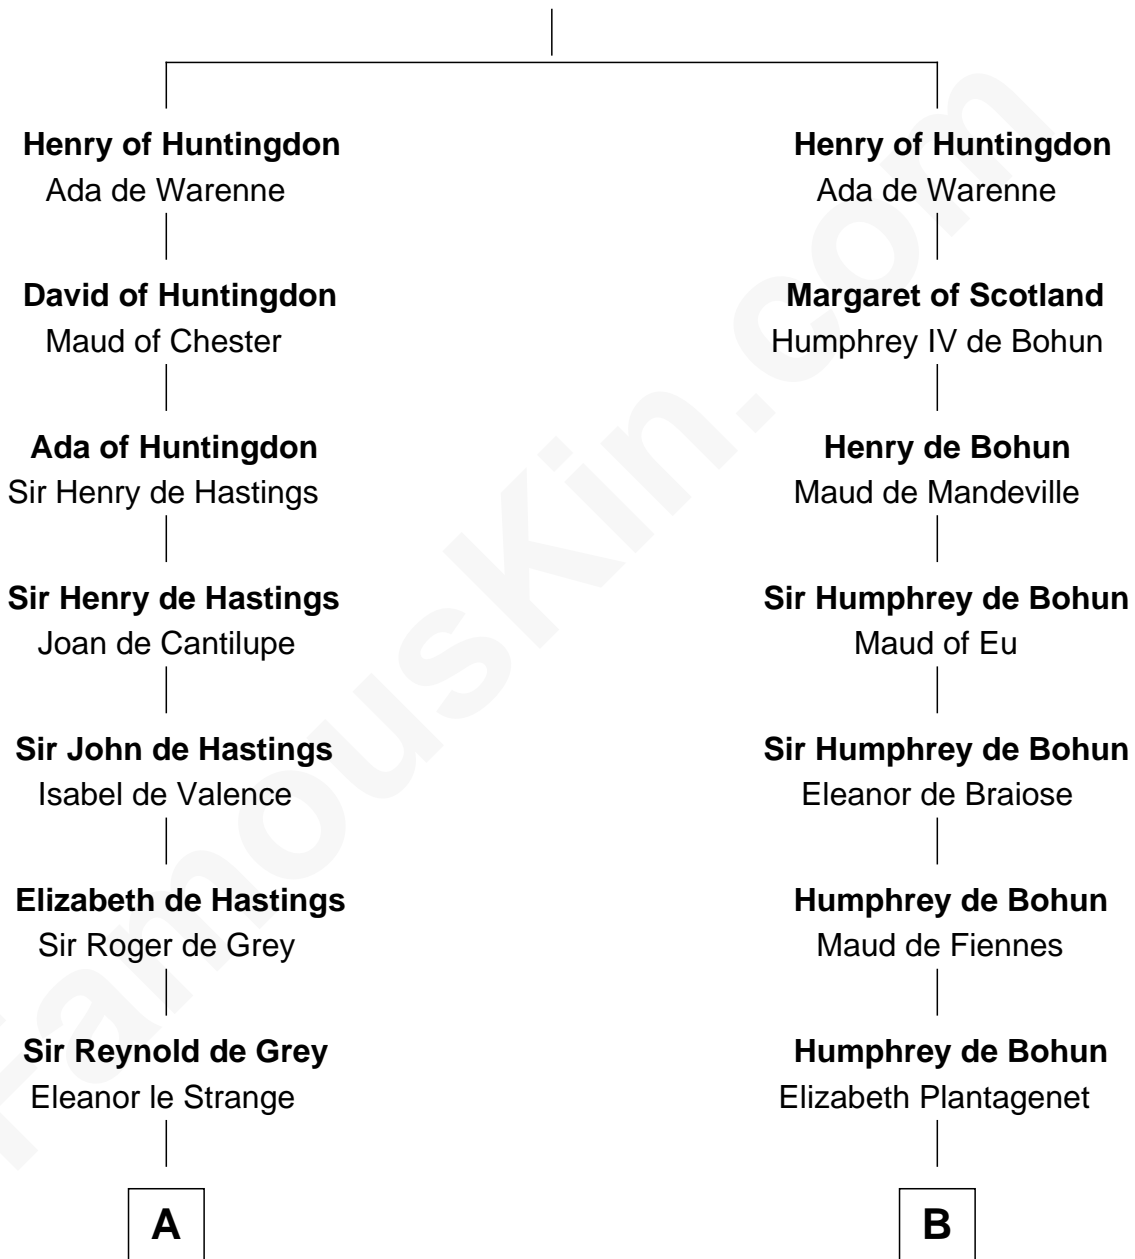 Henry of Huntingdon
Ada de Warenne
David of Huntingdon
Maud of Chester
Ada of Huntingdon
Sir Henry de Hastings
Sir Henry de Hastings
Joan de Cantilupe
Sir John de Hastings
Isabel de Valence
Elizabeth de Hastings
Sir Roger de Grey
Sir Reynold de Grey
Eleanor le Strange
A
Henry of Huntingdon
Ada de Warenne
Margaret of Scotland
Humphrey IV de Bohun
Henry de Bohun
Maud de Mandeville
Sir Humphrey de Bohun
Maud of Eu
Sir Humphrey de Bohun
Eleanor de Braiose
Humphrey de Bohun
Maud de Fiennes
Humphrey de Bohun
Elizabeth Plantagenet
B
FamousKin.com